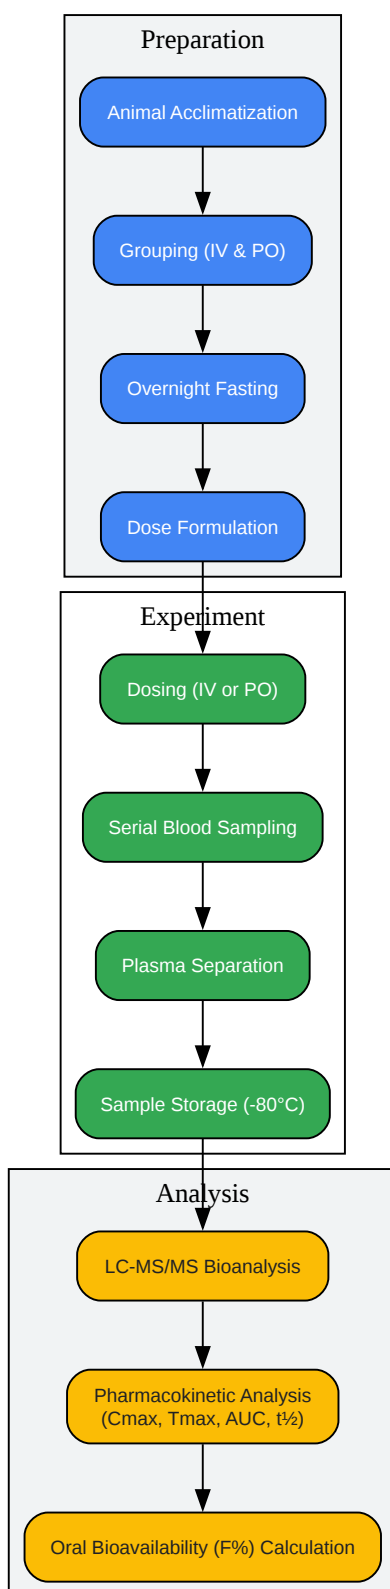 Preparation
Animal Acclimatization
Grouping (IV & PO)
Overnight Fasting
Dose Formulation
Experiment
Dosing (IV or PO)
Serial Blood Sampling
Plasma Separation
Sample Storage (-80°C)
Analysis
LC-MS/MS Bioanalysis
Pharmacokinetic Analysis
(Cmax, Tmax, AUC, t½)
Oral Bioavailability (F%) Calculation